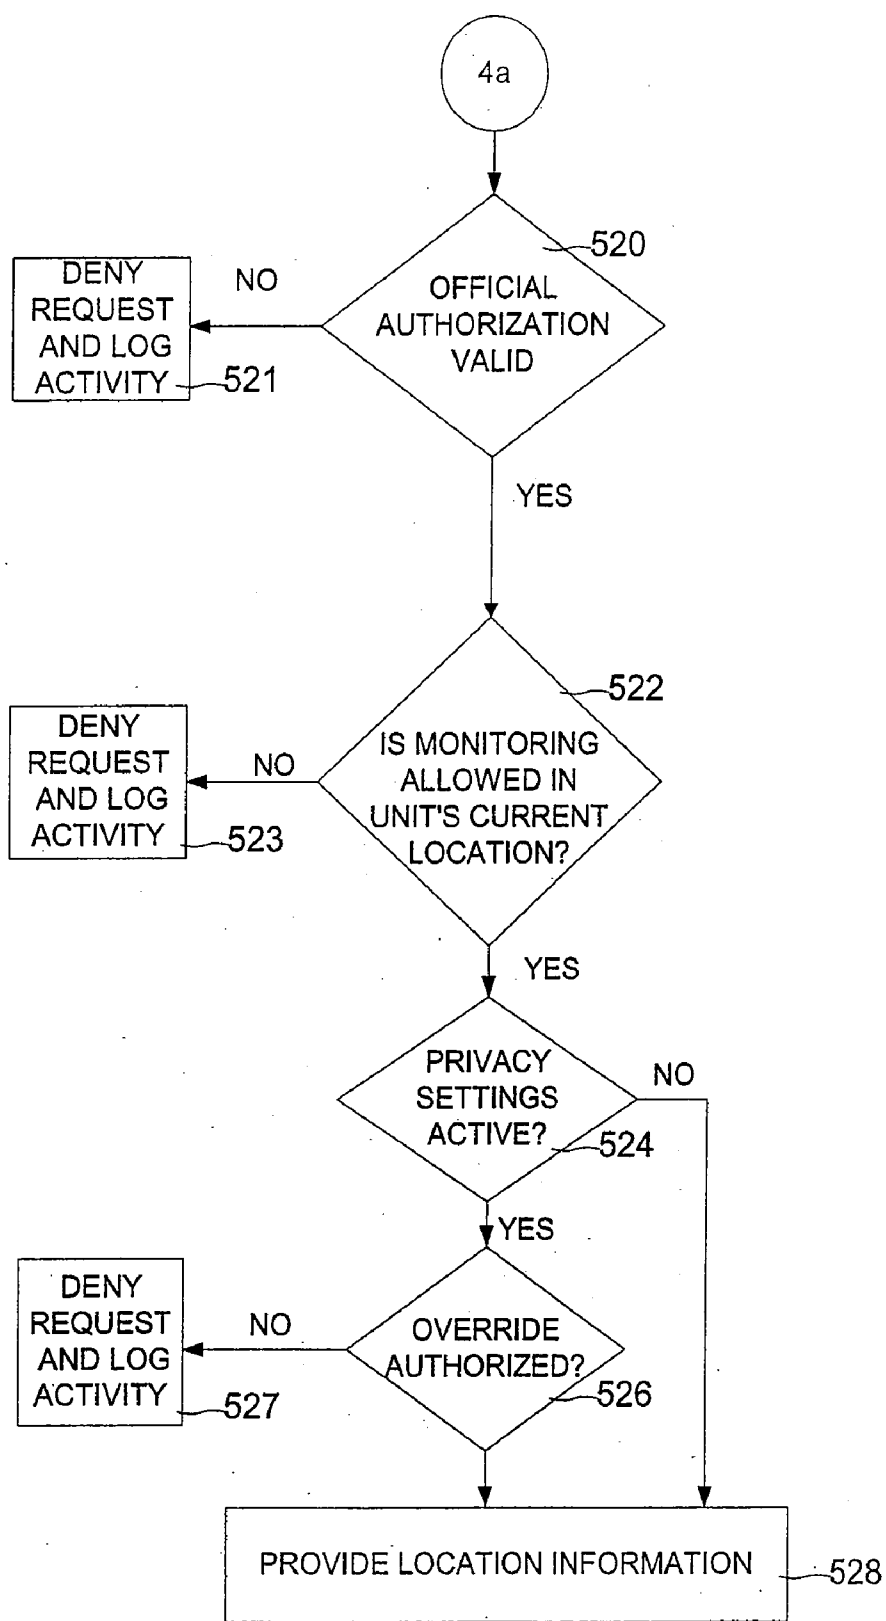 4a
520
OFFICIAL
AUTHORIZATION
VALID
NO
DENY
REQUEST
AND LOG
ACTIVITY
521
YES
522
IS MONITORING
ALLOWED IN
UNIT'S CURRENT
LOCATION?
NO
DENY
REQUEST
AND LOG
ACTIVITY
523
YES
PRIVACY
SETTINGS
ACTIVE?
524
NO
YES
OVERRIDE
AUTHORIZED?
526
NO
DENY
REQUEST
AND LOG
ACTIVITY
527
PROVIDE LOCATION INFORMATION
528